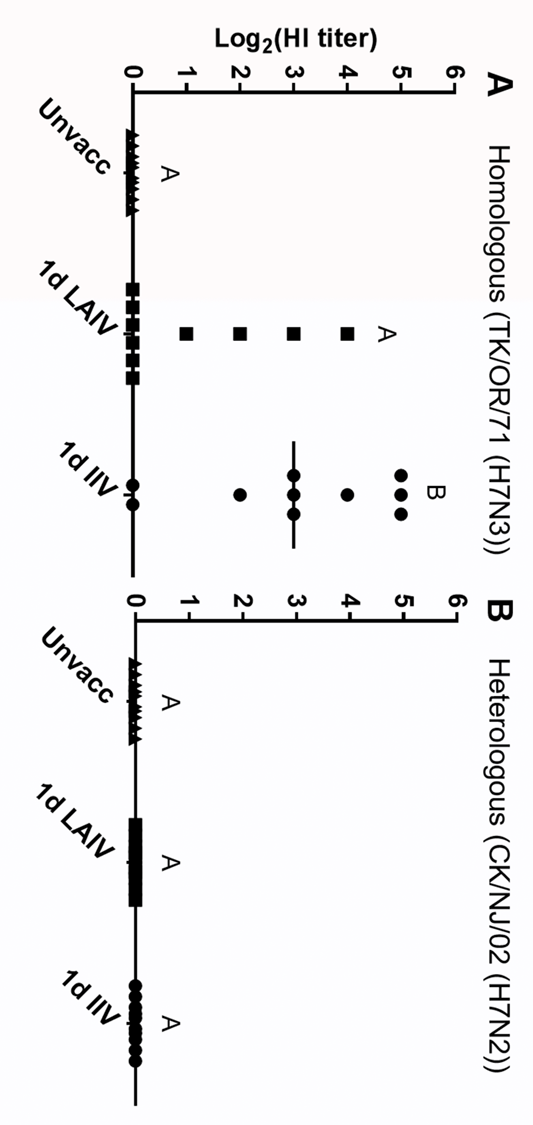 A
Homologous (TK/OR/71 (H7N3))
Log2(HI titer)
6
5
4
3
2
1
0
A
A
B
Unvacc
1d LAIV
1d IIV
B
Heterologous (CK/NJ/02 (H7N2))
6
5
4
3
2
1
0
A
A
A
Unvacc
1d LAIV
1d IIV